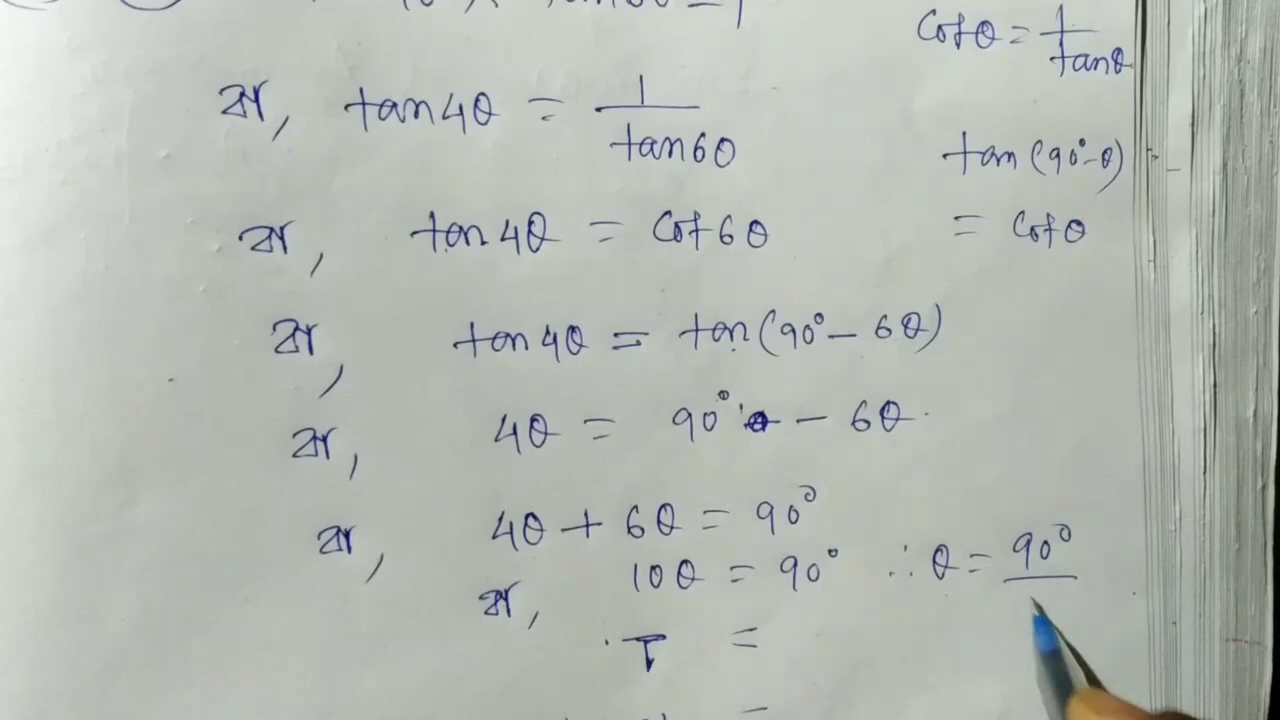 cotθ = 1/tanθ
বা, tan4θ = 1/tan6θ
tan(90°-θ)
= cotθ
বা, tan4θ = cot6θ
বা, tan4θ = tan(90° - 6θ)
বা, 4θ = 90° - 6θ
বা, 4θ + 6θ = 90°
বা, 10θ = 90° ∴ θ = 90°